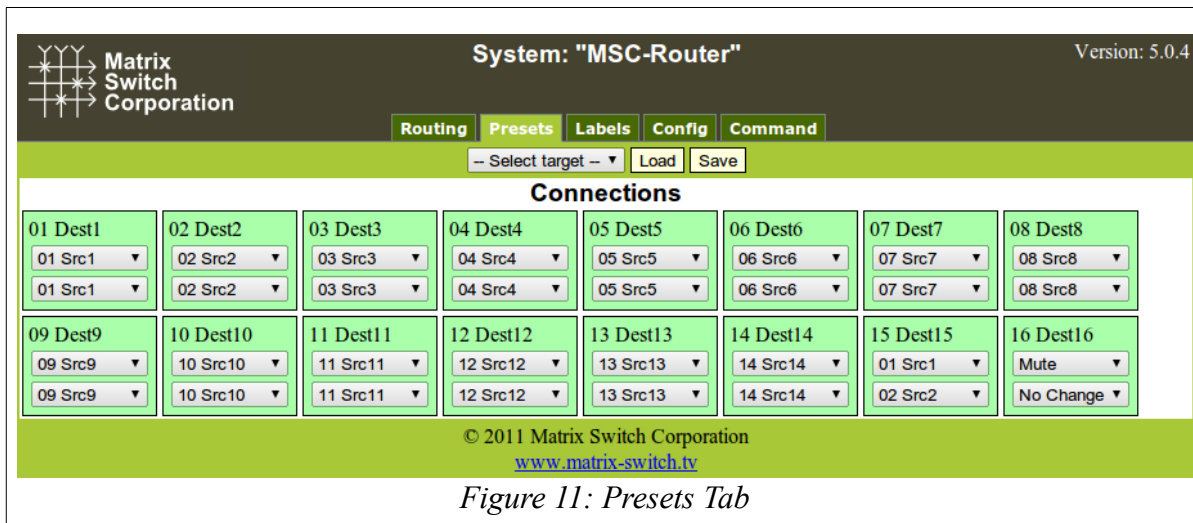 Matrix
Switch
Corporation
System: "MSC-Router"
Version: 5.0.4
Routing Presets Labels Config Command
-- Select target -- Load Save
Connections
01 Dest1 02 Dest2 03 Dest3 04 Dest4 05 Dest5 06 Dest6 07 Dest7 08 Dest8
01 Src1 02 Src2 03 Src3 04 Src4 05 Src5 06 Src6 07 Src7 08 Src8
01 Src1 02 Src2 03 Src3 04 Src4 05 Src5 06 Src6 07 Src7 08 Src8
09 Dest9 10 Dest10 11 Dest11 12 Dest12 13 Dest13 14 Dest14 15 Dest15 16 Dest16
09 Src9 10 Src10 11 Src11 12 Src12 13 Src13 14 Src14 01 Src1 Mute
09 Src9 10 Src10 11 Src11 12 Src12 13 Src13 14 Src14 02 Src2 No Change
© 2011 Matrix Switch Corporation
www.matrix-switch.tv
Figure 11: Presets Tab